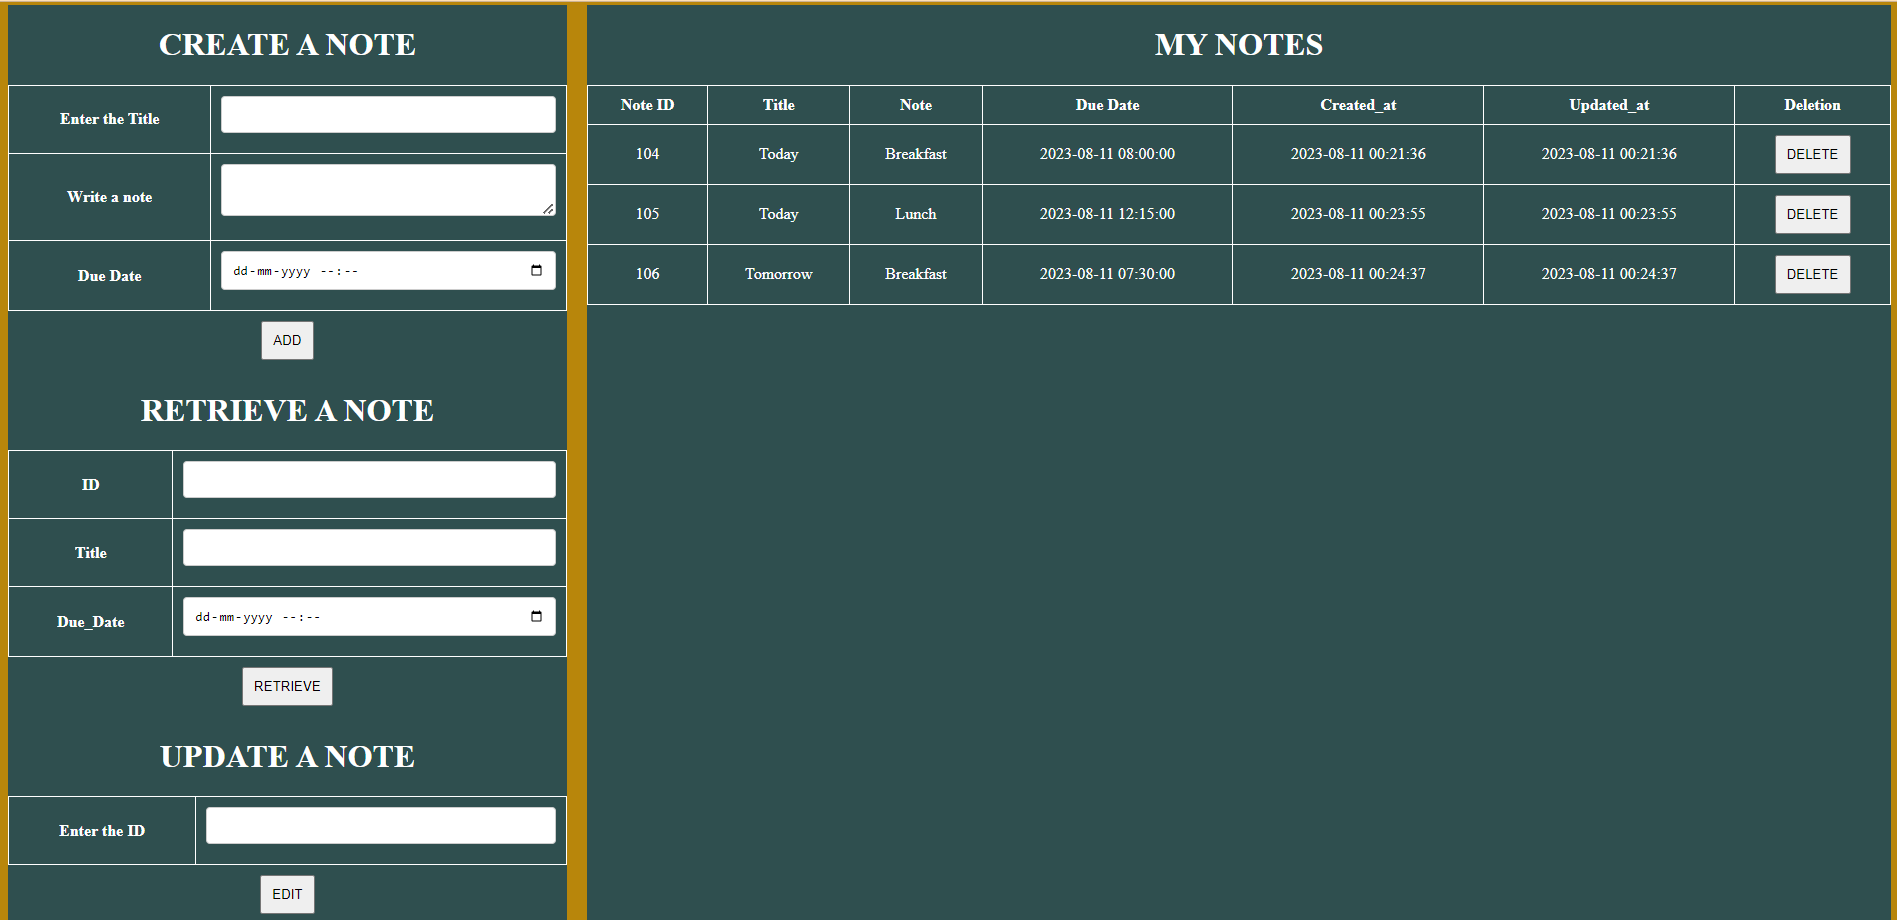 CREATE A NOTE
Enter the Title
Write a note
Due Date dd-mm-yyyy --:--
ADD
RETRIEVE A NOTE
ID
Title
Due_Date dd-mm-yyyy --:--
RETRIEVE
UPDATE A NOTE
Enter the ID
EDIT
MY NOTES
Note ID Title Note Due Date Created_at Updated_at Deletion
104 Today Breakfast 2023-08-11 08:00:00 2023-08-11 00:21:36 2023-08-11 00:21:36 DELETE
105 Today Lunch 2023-08-11 12:15:00 2023-08-11 00:23:55 2023-08-11 00:23:55 DELETE
106 Tomorrow Breakfast 2023-08-11 07:30:00 2023-08-11 00:24:37 2023-08-11 00:24:37 DELETE